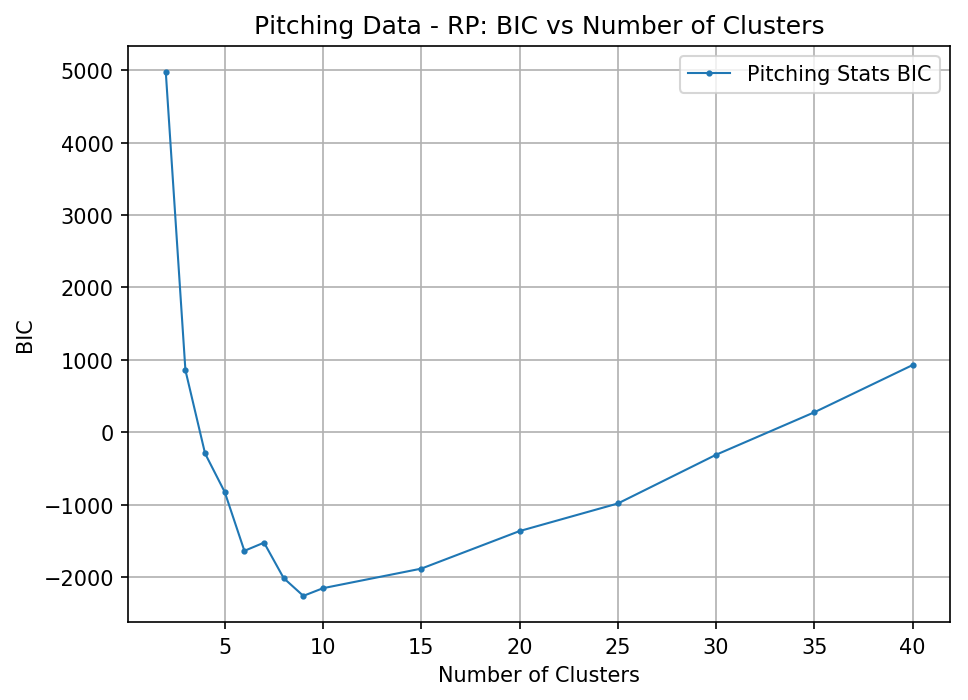 Pitching Data - RP: BIC vs Number of Clusters
Pitching Stats BIC
5000
4000
3000
2000
1000
0
−1000
−2000
BIC
5 10 15 20 25 30 35 40
Number of Clusters